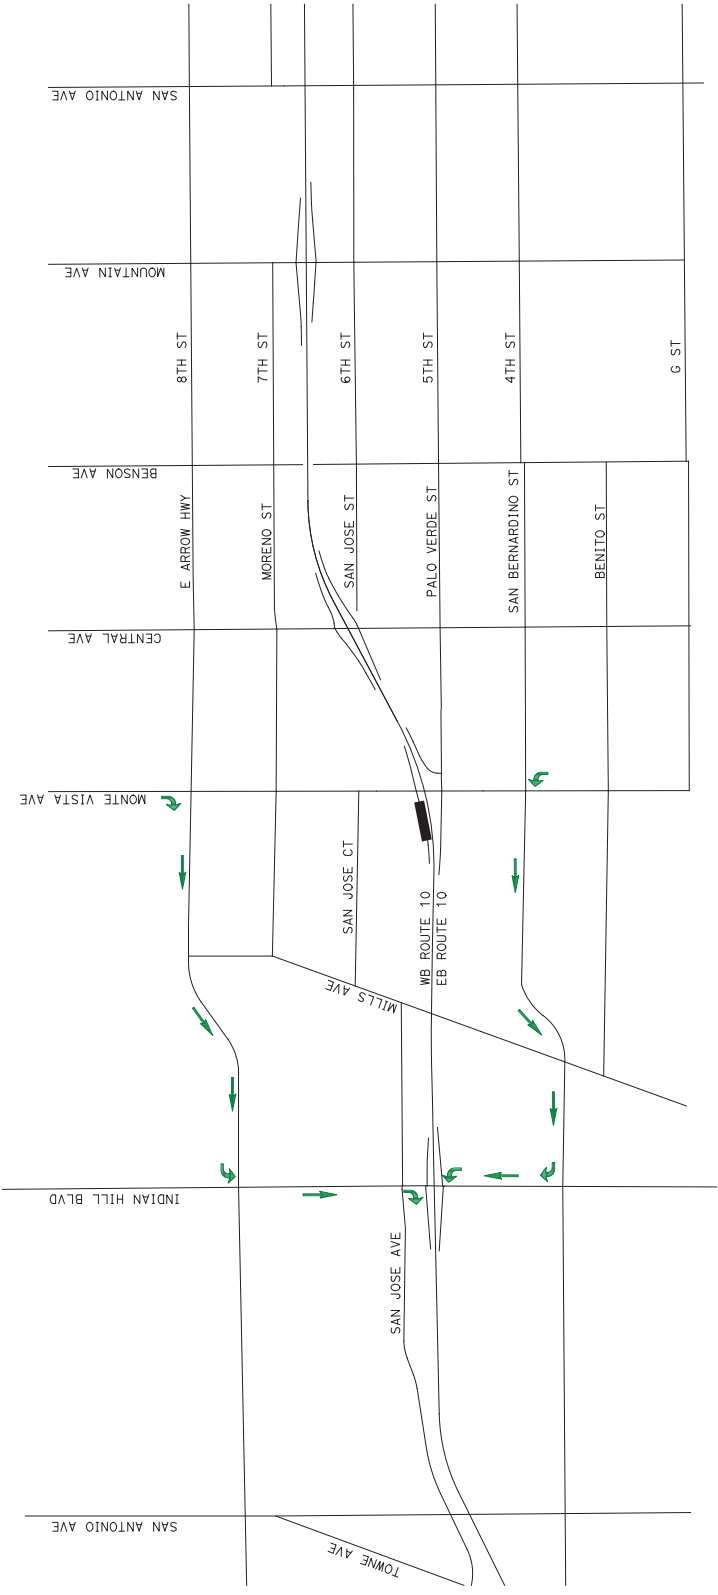 SAN ANTONIO AVE
MOUNTAIN AVE
8TH ST
7TH ST
6TH ST
5TH ST
4TH ST
G ST
BENSON AVE
E ARROW HWY
MORENO ST
SAN JOSE ST
PALO VERDE ST
SAN BERNARDINO ST
BENITO ST
CENTRAL AVE
MONTE VISTA AVE
SAN JOSE CT
WB ROUTE 10
EB ROUTE 10
MILLS AVE
INDIAN HILL BLVD
SAN JOSE AVE
SAN ANTONIO AVE
TOWNE AVE